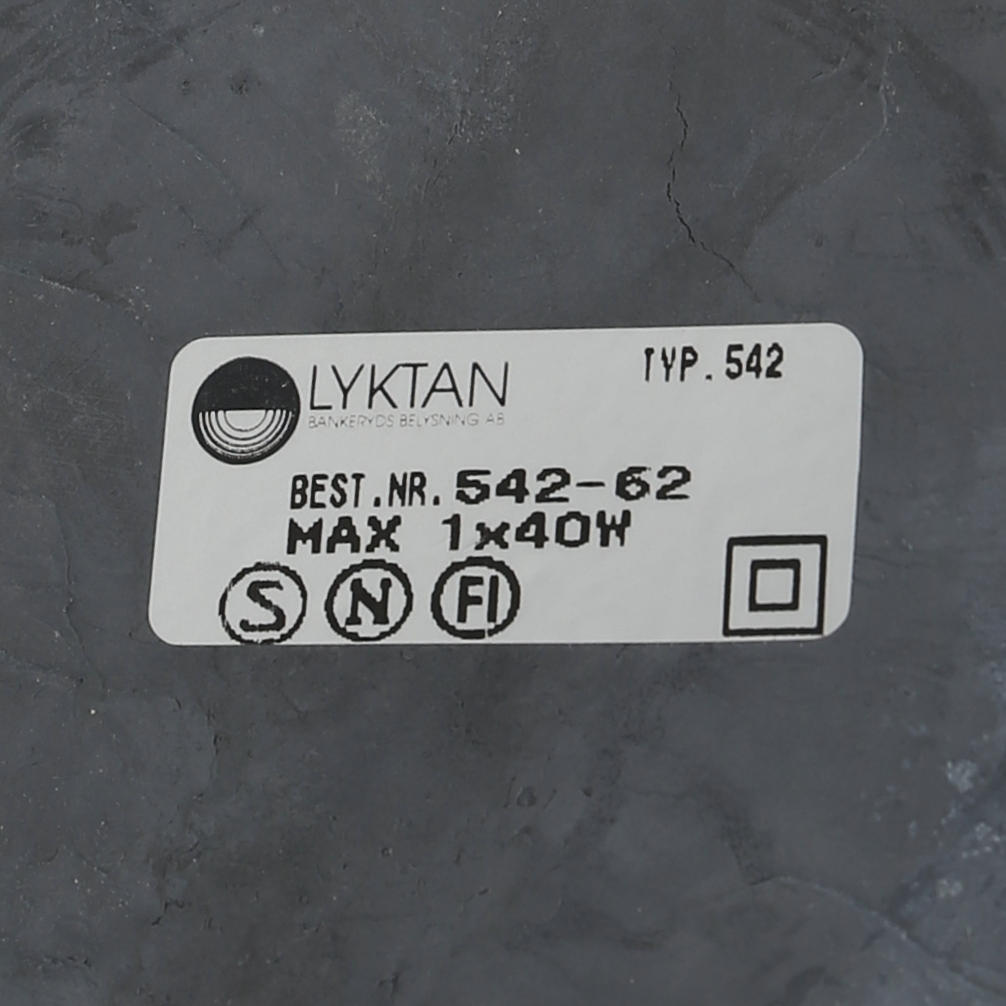 LYKTAN
BANKERYDS BELYSNING AB
TYP. 542
BEST.NR. 542-62
MAX 1x40W
S N FI